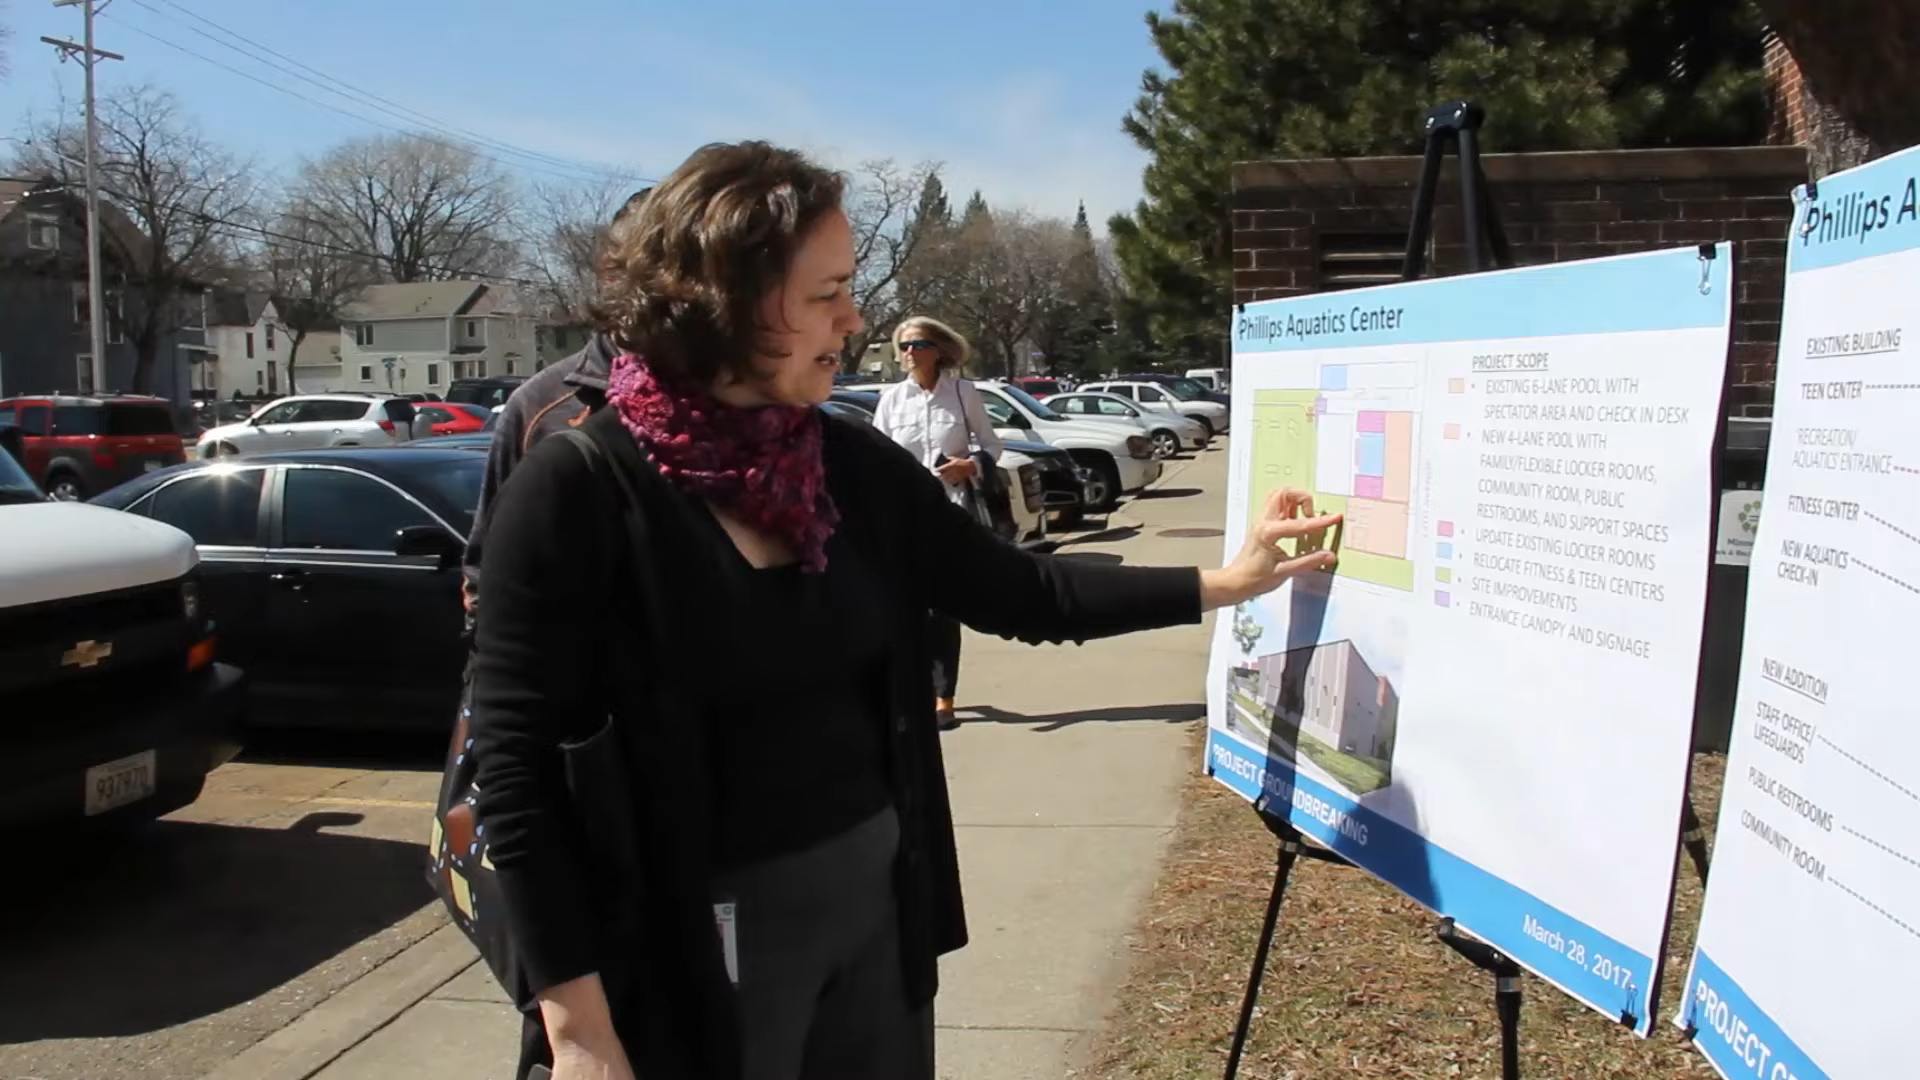 Phillips Aquatics Center
PROJECT SCOPE
EXISTING 6-LANE POOL WITH
SPECTATOR AREA AND CHECK IN DESK
NEW 4-LANE POOL WITH
FAMILY/FLEXIBLE LOCKER ROOMS,
COMMUNITY ROOM, PUBLIC
RESTROOMS, AND SUPPORT SPACES
UPDATE EXISTING LOCKER ROOMS
RELOCATE FITNESS & TEEN CENTERS
SITE IMPROVEMENTS
ENTRANCE CANOPY AND SIGNAGE
PROJECT GROUNDBREAKING
March 28, 2017
Phillips A
EXISTING BUILDING
TEEN CENTER
RECREATION/
AQUATICS ENTRANCE
FITNESS CENTER
NEW AQUATICS
CHECK-IN
NEW ADDITION
STAFF OFFICE/
LIFEGUARDS
PUBLIC RESTROOMS
COMMUNITY ROOM
PROJECT G
937970